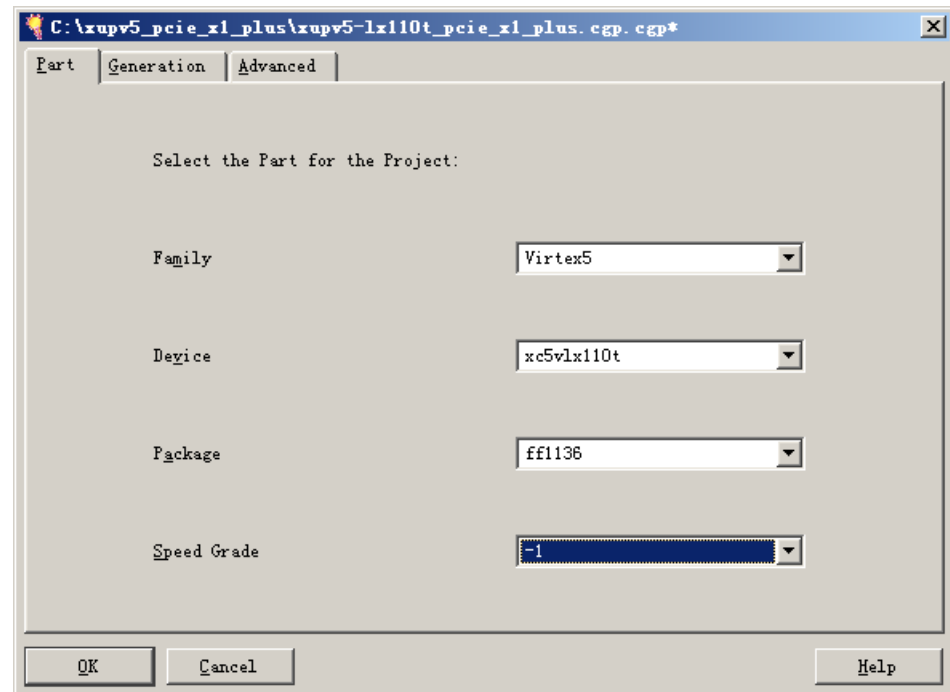 C:\xupv5_pcie_x1_plus\xupv5-lx110t_pcie_x1_plus.cgp.cgp*
Part Generation Advanced
Select the Part for the Project:
Family Virtex5
Device xc5vlx110t
Package ff1136
Speed Grade -1
OK Cancel Help